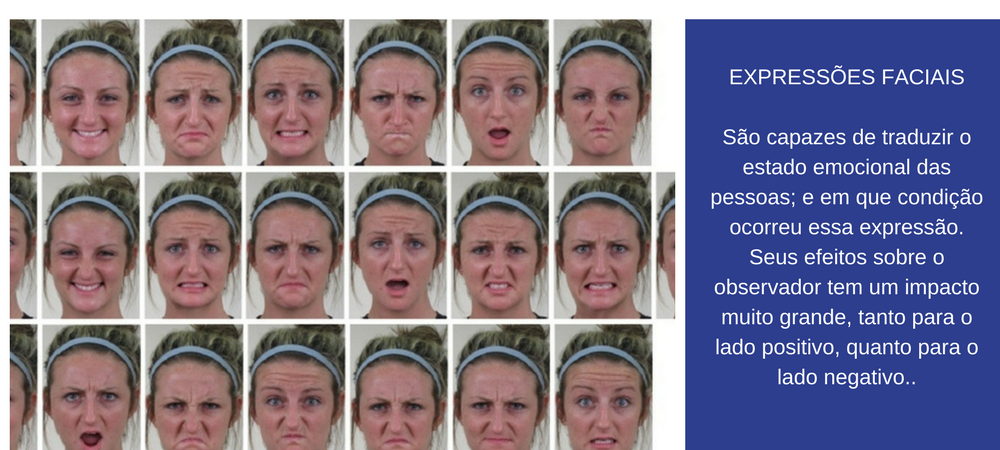 EXPRESSÕES FACIAIS
São capazes de traduzir o
estado emocional das
pessoas; e em que condição
ocorreu essa expressão.
Seus efeitos sobre o
observador tem um impacto
muito grande, tanto para o
lado positivo, quanto para o
lado negativo..